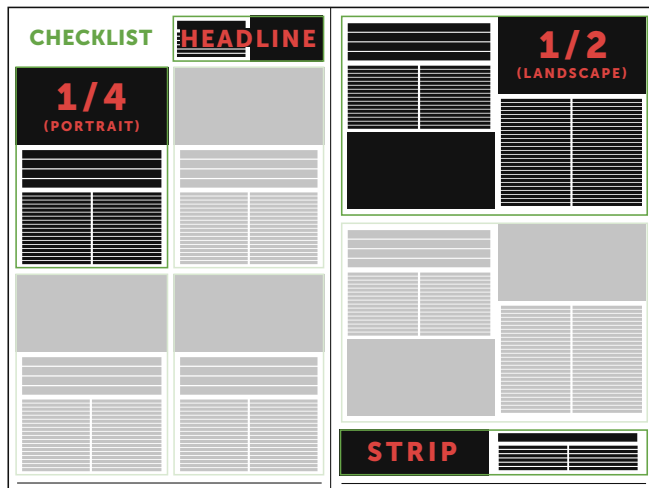 CHECKLIST
HEADLINE
1/4
(PORTRAIT)
1/2
(LANDSCAPE)
STRIP